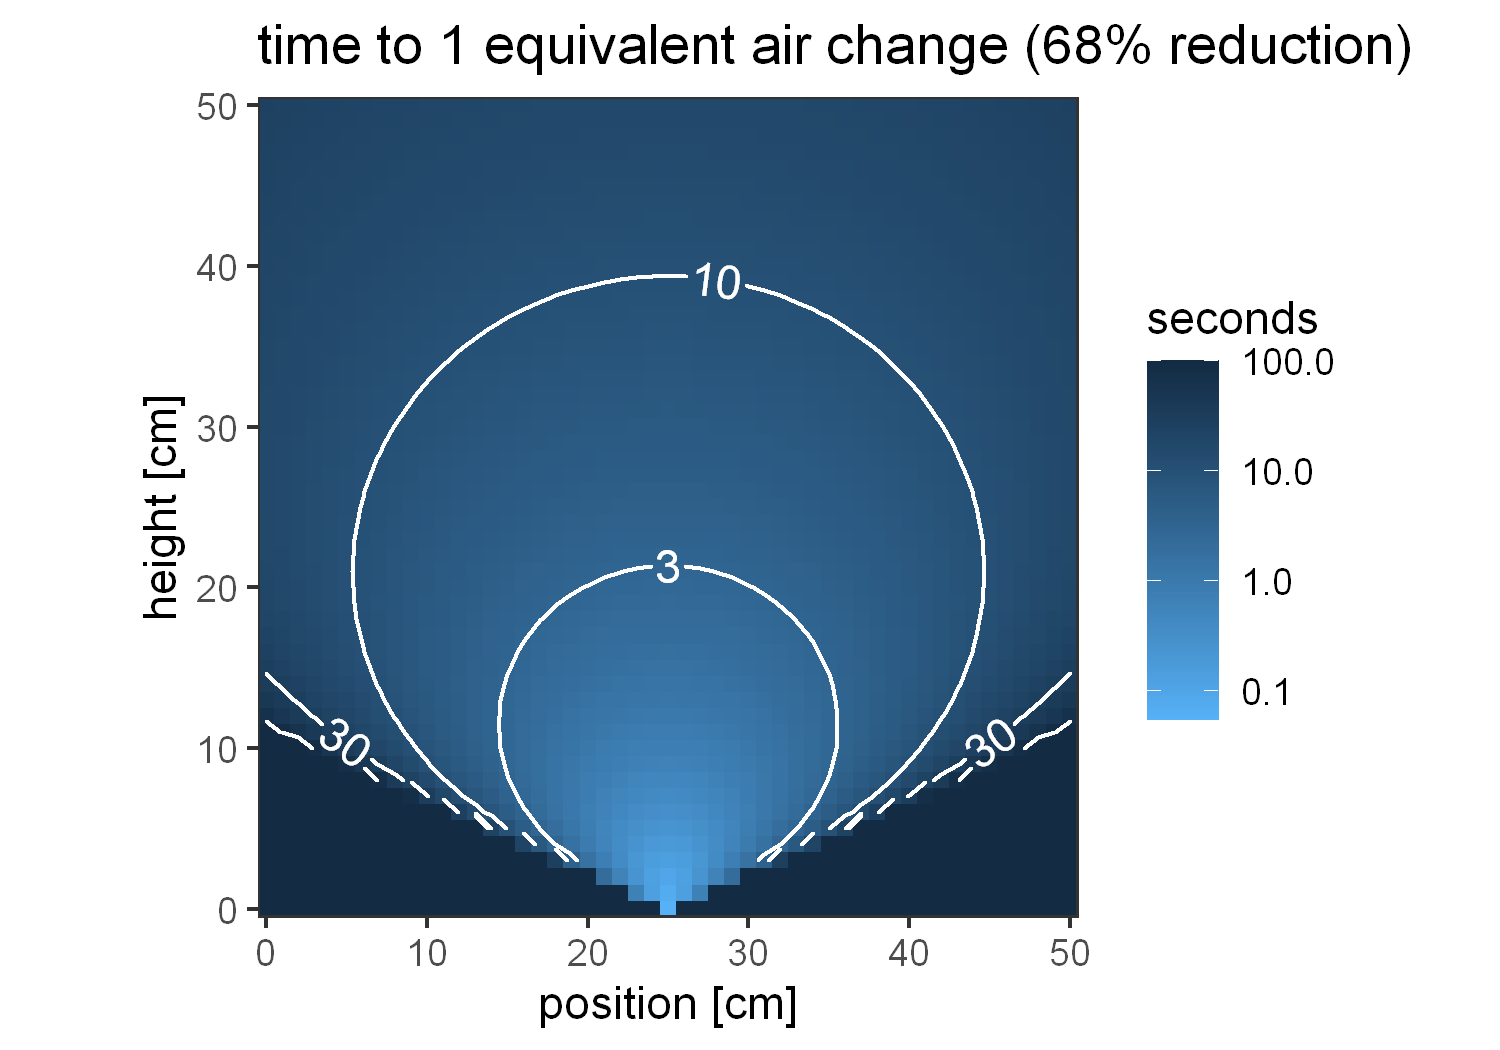 time to 1 equivalent air change (68% reduction)
50
40
30
20
10
0
height [cm]
10
3
30
30
0 10 20 30 40 50
position [cm]
seconds
100.0
10.0
1.0
0.1